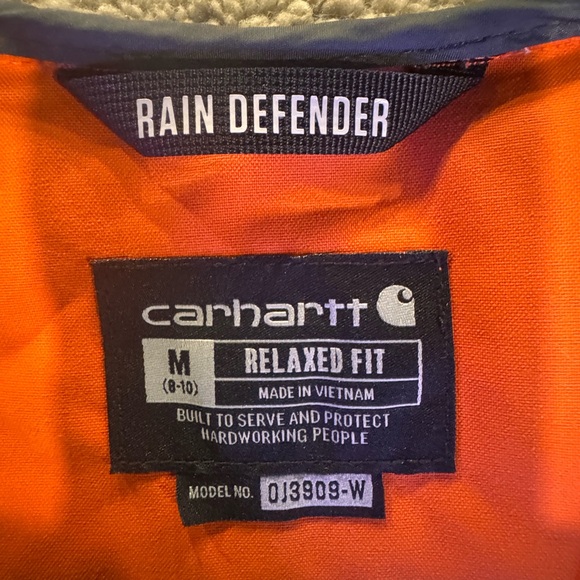 RAIN DEFENDER
carhartt
M
(8-10)
RELAXED FIT
MADE IN VIETNAM
BUILT TO SERVE AND PROTECT
HARDWORKING PEOPLE
MODEL NO. OJ3909-W